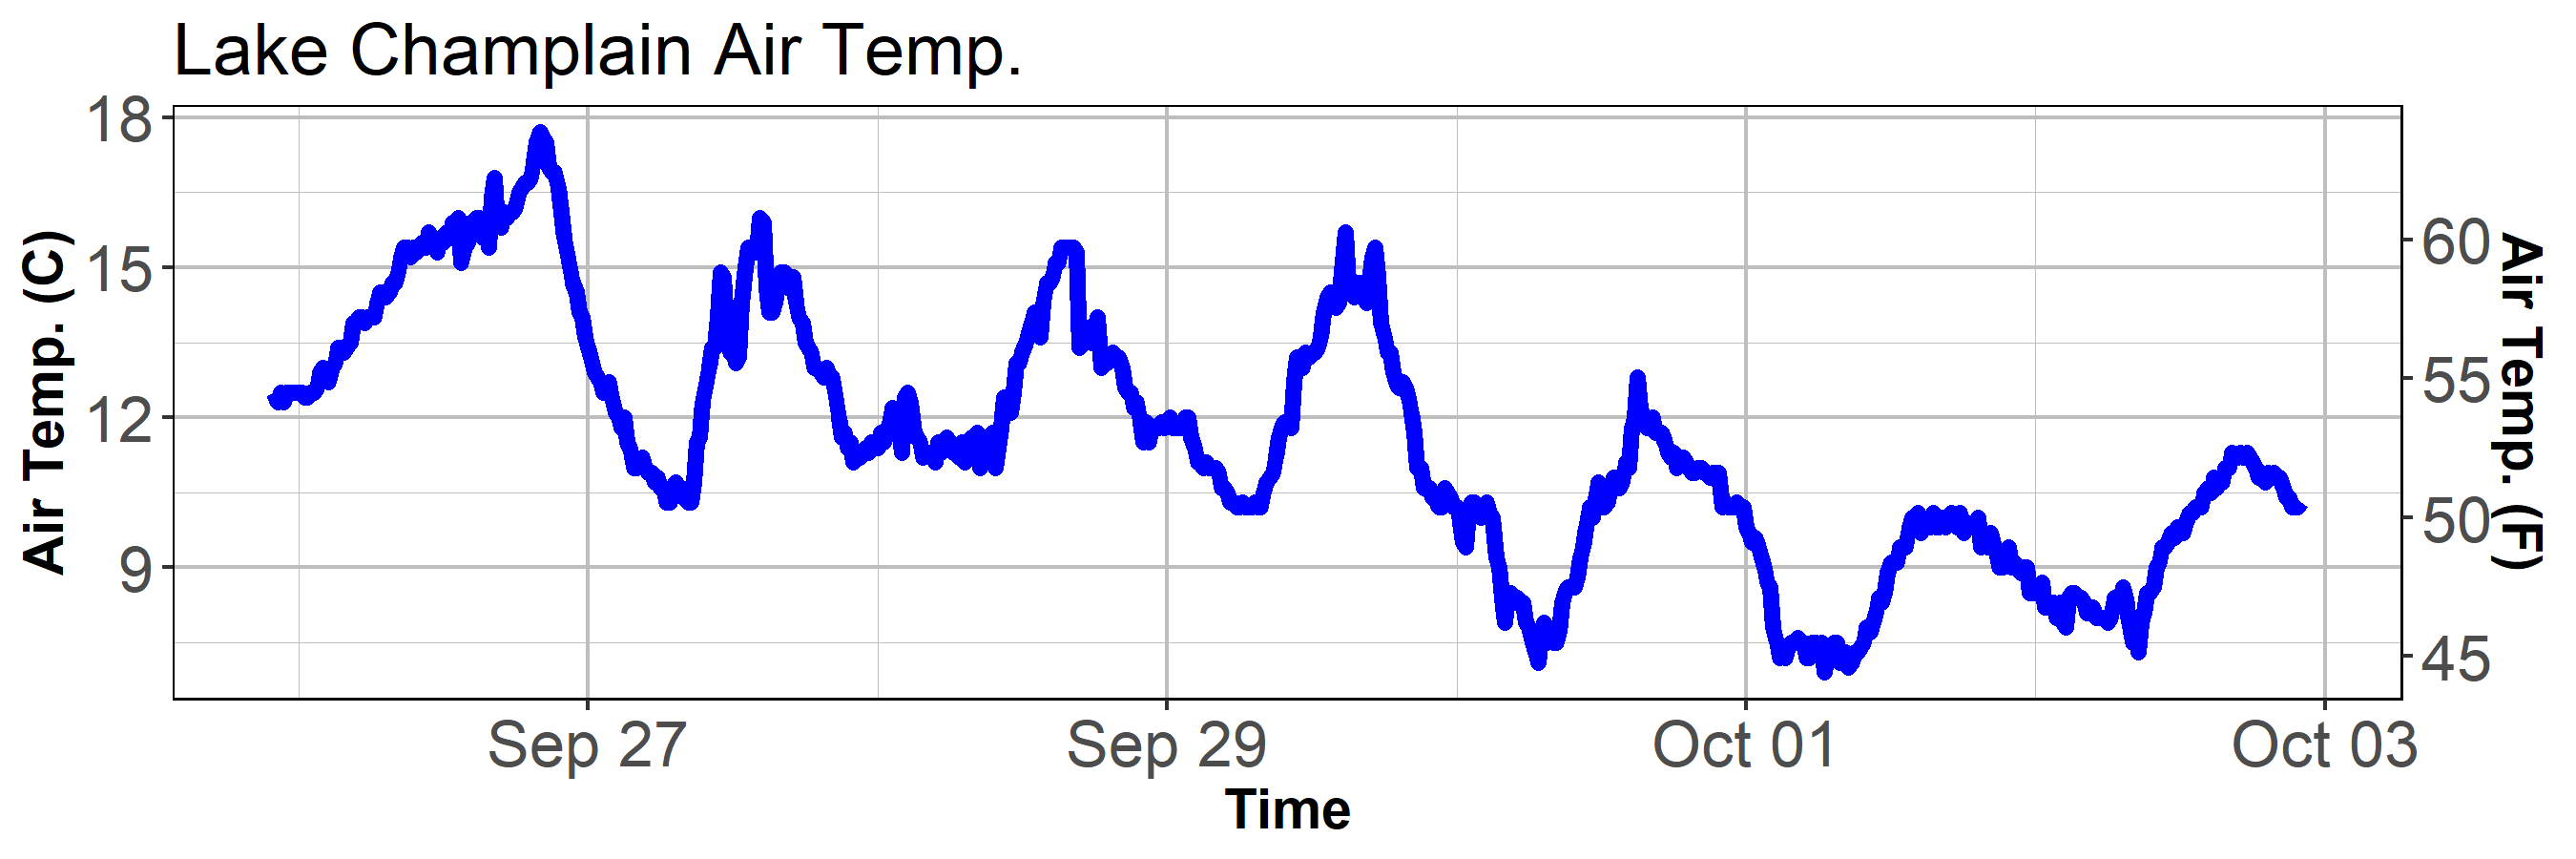 Lake Champlain Air Temp.
18
15
12
9
Air Temp. (C)
60
55
50
45
Air Temp. (F)
Sep 27
Sep 29
Oct 01
Oct 03
Time